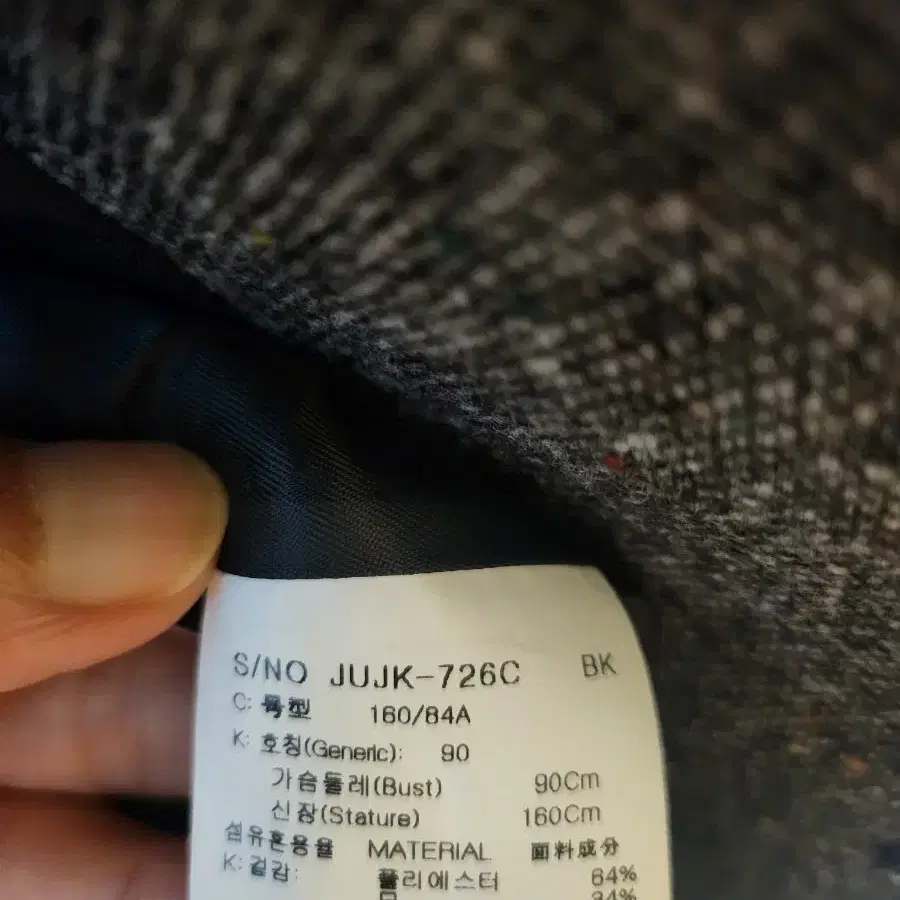 S/NO JUJK-726C BK
C: 号型 160/84A
K: 호칭(Generic): 90
가슴둘레(Bust) 90Cm
신장(Stature) 160Cm
섬유혼용율 MATERIAL 面料成分
K: 겉감: 폴리에스터 64%
34%